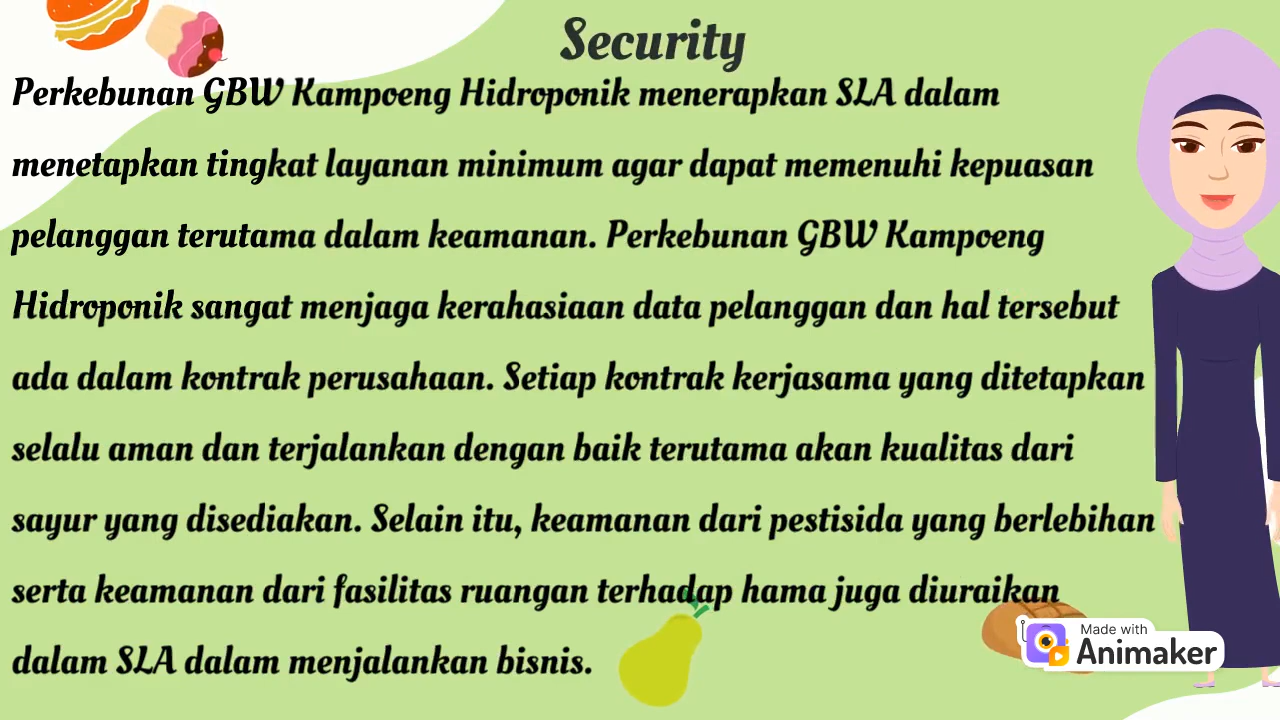 Security
Perkebunan GBW Kampoeng Hidroponik menerapkan SLA dalam
menetapkan tingkat layanan minimum agar dapat memenuhi kepuasan
pelanggan terutama dalam keamanan. Perkebunan GBW Kampoeng
Hidroponik sangat menjaga kerahasiaan data pelanggan dan hal tersebut
ada dalam kontrak perusahaan. Setiap kontrak kerjasama yang ditetapkan
selalu aman dan terjalankan dengan baik terutama akan kualitas dari
sayur yang disediakan. Selain itu, keamanan dari pestisida yang berlebihan
serta keamanan dari fasilitas ruangan terhadap hama juga diuraikan
dalam SLA dalam menjalankan bisnis.
Made with
Animaker